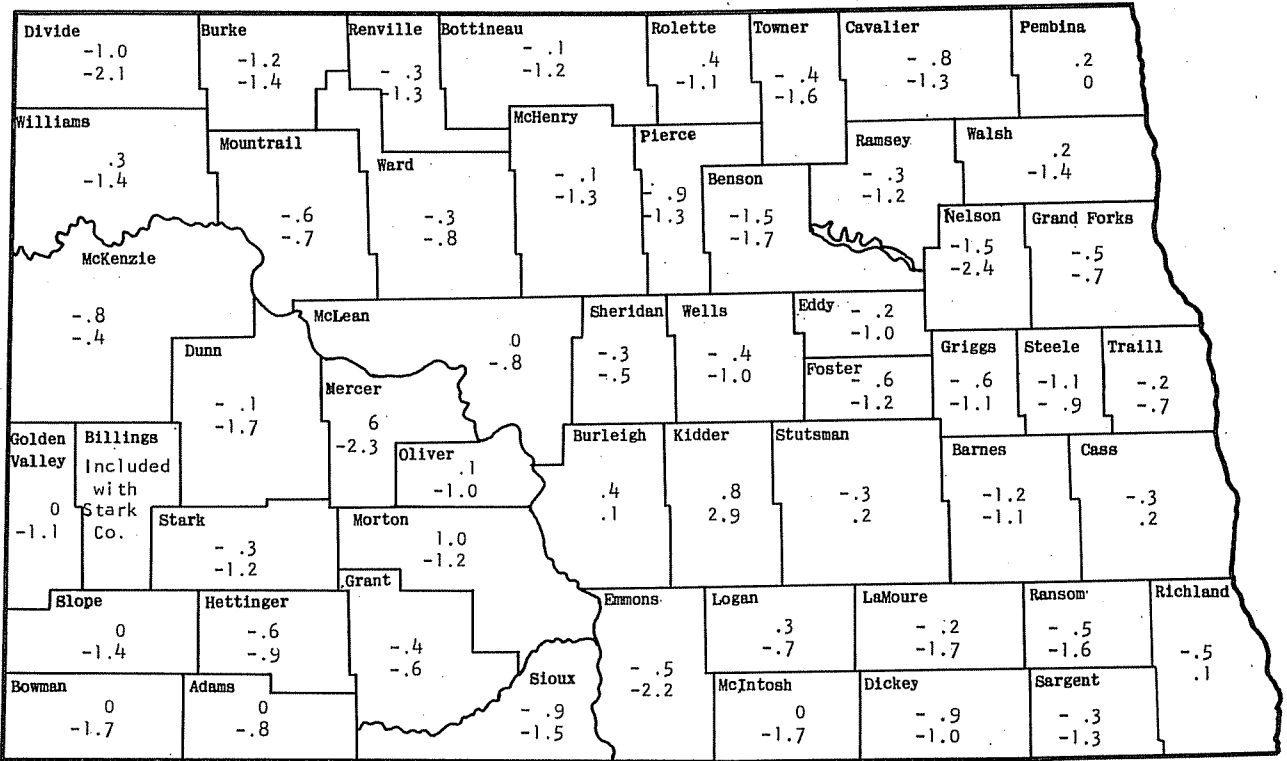 Divide
-1.0
-2.1
Burke
-1.2
-1.4
Renville
- .3
-1.3
Bottineau
- .1
-1.2
Rolette
.4
-1.1
Towner
- .4
-1.6
Cavalier
- .8
-1.3
Pembina
.2
0
Williams
.3
-1.4
Mountrail
-.6
-.7
Ward
-.3
-.8
McHenry
- .1
-1.3
Pierce
- .9
-1.3
Benson
-1.5
-1.7
Ramsey
- .3
-1.2
Walsh
.2
-1.4
Nelson
-1.5
-2.4
Grand Forks
-.5
-.7
McKenzie
-.8
-.4
Dunn
- .1
-1.7
McLean
0
-.8
Mercer
6
-2.3
Oliver
.1
-1.0
Sheridan
-.3
-.5
Wells
- .4
-1.0
Eddy
- .2
-1.0
Foster
- .6
-1.2
Griggs
- .6
-1.1
Steele
-1.1
- .9
Traill
-.2
-.7
Golden
Valley
0
-1.1
Billings
Included
with
Stark
Co.
Stark
- .3
-1.2
Morton
1.0
-1.2
Burleigh
.4
.1
Kidder
.8
2.9
Stutsman
-.3
.2
Barnes
-1.2
-1.1
Cass
-.3
.2
Slope
0
-1.4
Hettinger
-.6
-.9
Grant
-.4
-.6
Sioux
- .9
-1.5
Emmons
- .5
-2.2
Logan
.3
-.7
LaMoure
- .2
-1.7
Ransom
- .5
-1.6
Richland
-.5
.1
Bowman
0
-1.7
Adams
0
-.8
McIntosh
0
-1.7
Dickey
- .9
-1.0
Sargent
- .3
-1.3